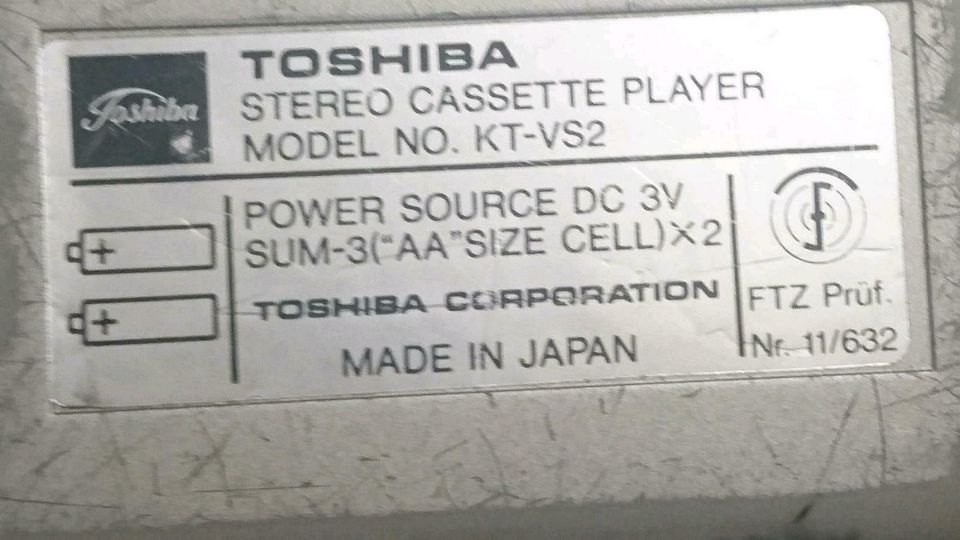 Toshiba
TOSHIBA
STEREO CASSETTE PLAYER
MODEL NO. KT-VS2
+
+
POWER SOURCE DC 3V
SUM-3("AA"SIZE CELL)×2
TOSHIBA CORPORATION
MADE IN JAPAN
FTZ Prüf.
Nr. 11/632